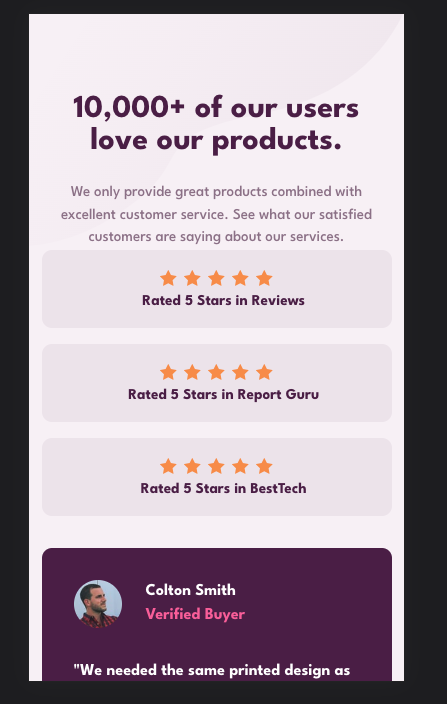 10,000+ of our users
love our products.
We only provide great products combined with
excellent customer service. See what our satisfied
customers are saying about our services.
Rated 5 Stars in Reviews
Rated 5 Stars in Report Guru
Rated 5 Stars in BestTech
Colton Smith
Verified Buyer
"We needed the same printed design as